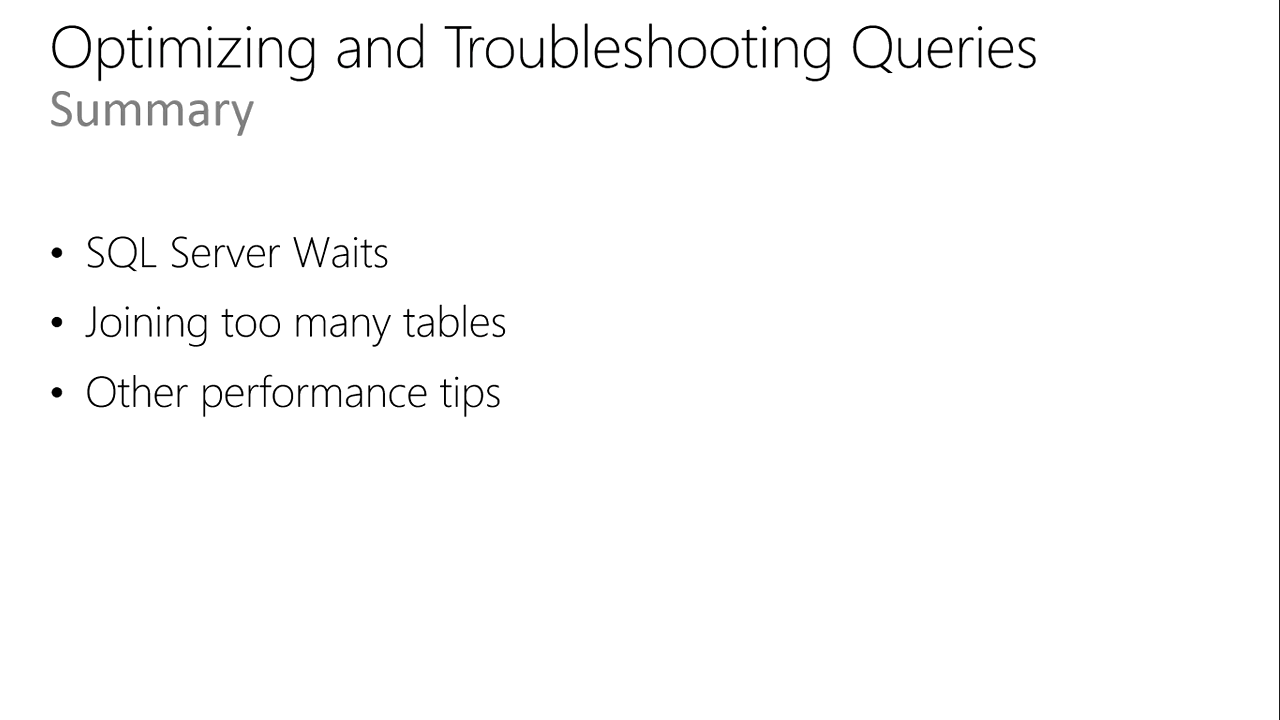 Optimizing and Troubleshooting Queries
Summary
• SQL Server Waits
• Joining too many tables
• Other performance tips